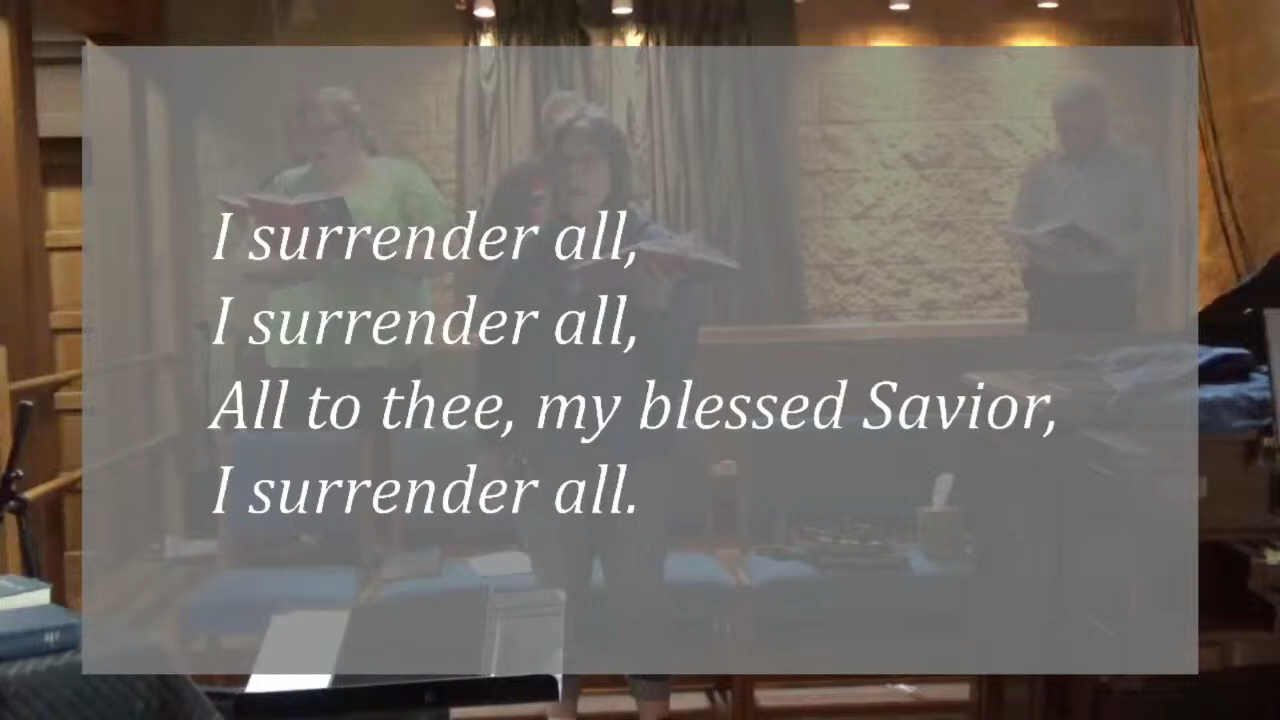 I surrender all,
I surrender all,
All to thee, my blessed Savior,
I surrender all.